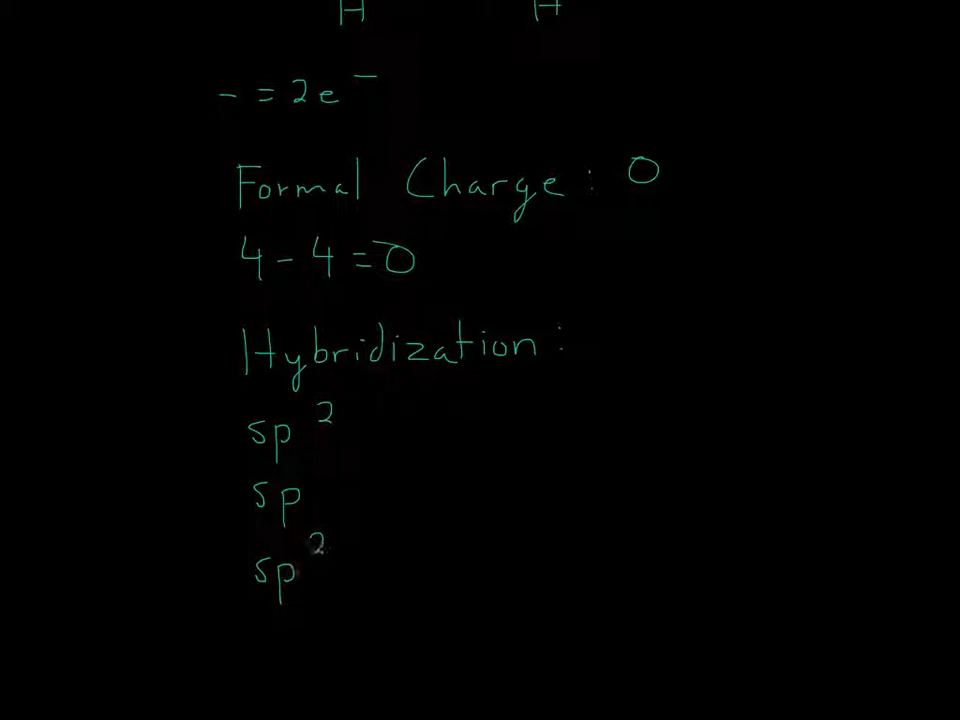 H H
- = 2e⁻
Formal Charge: 0
4 - 4 = 0
Hybridization:
sp²
sp
sp²